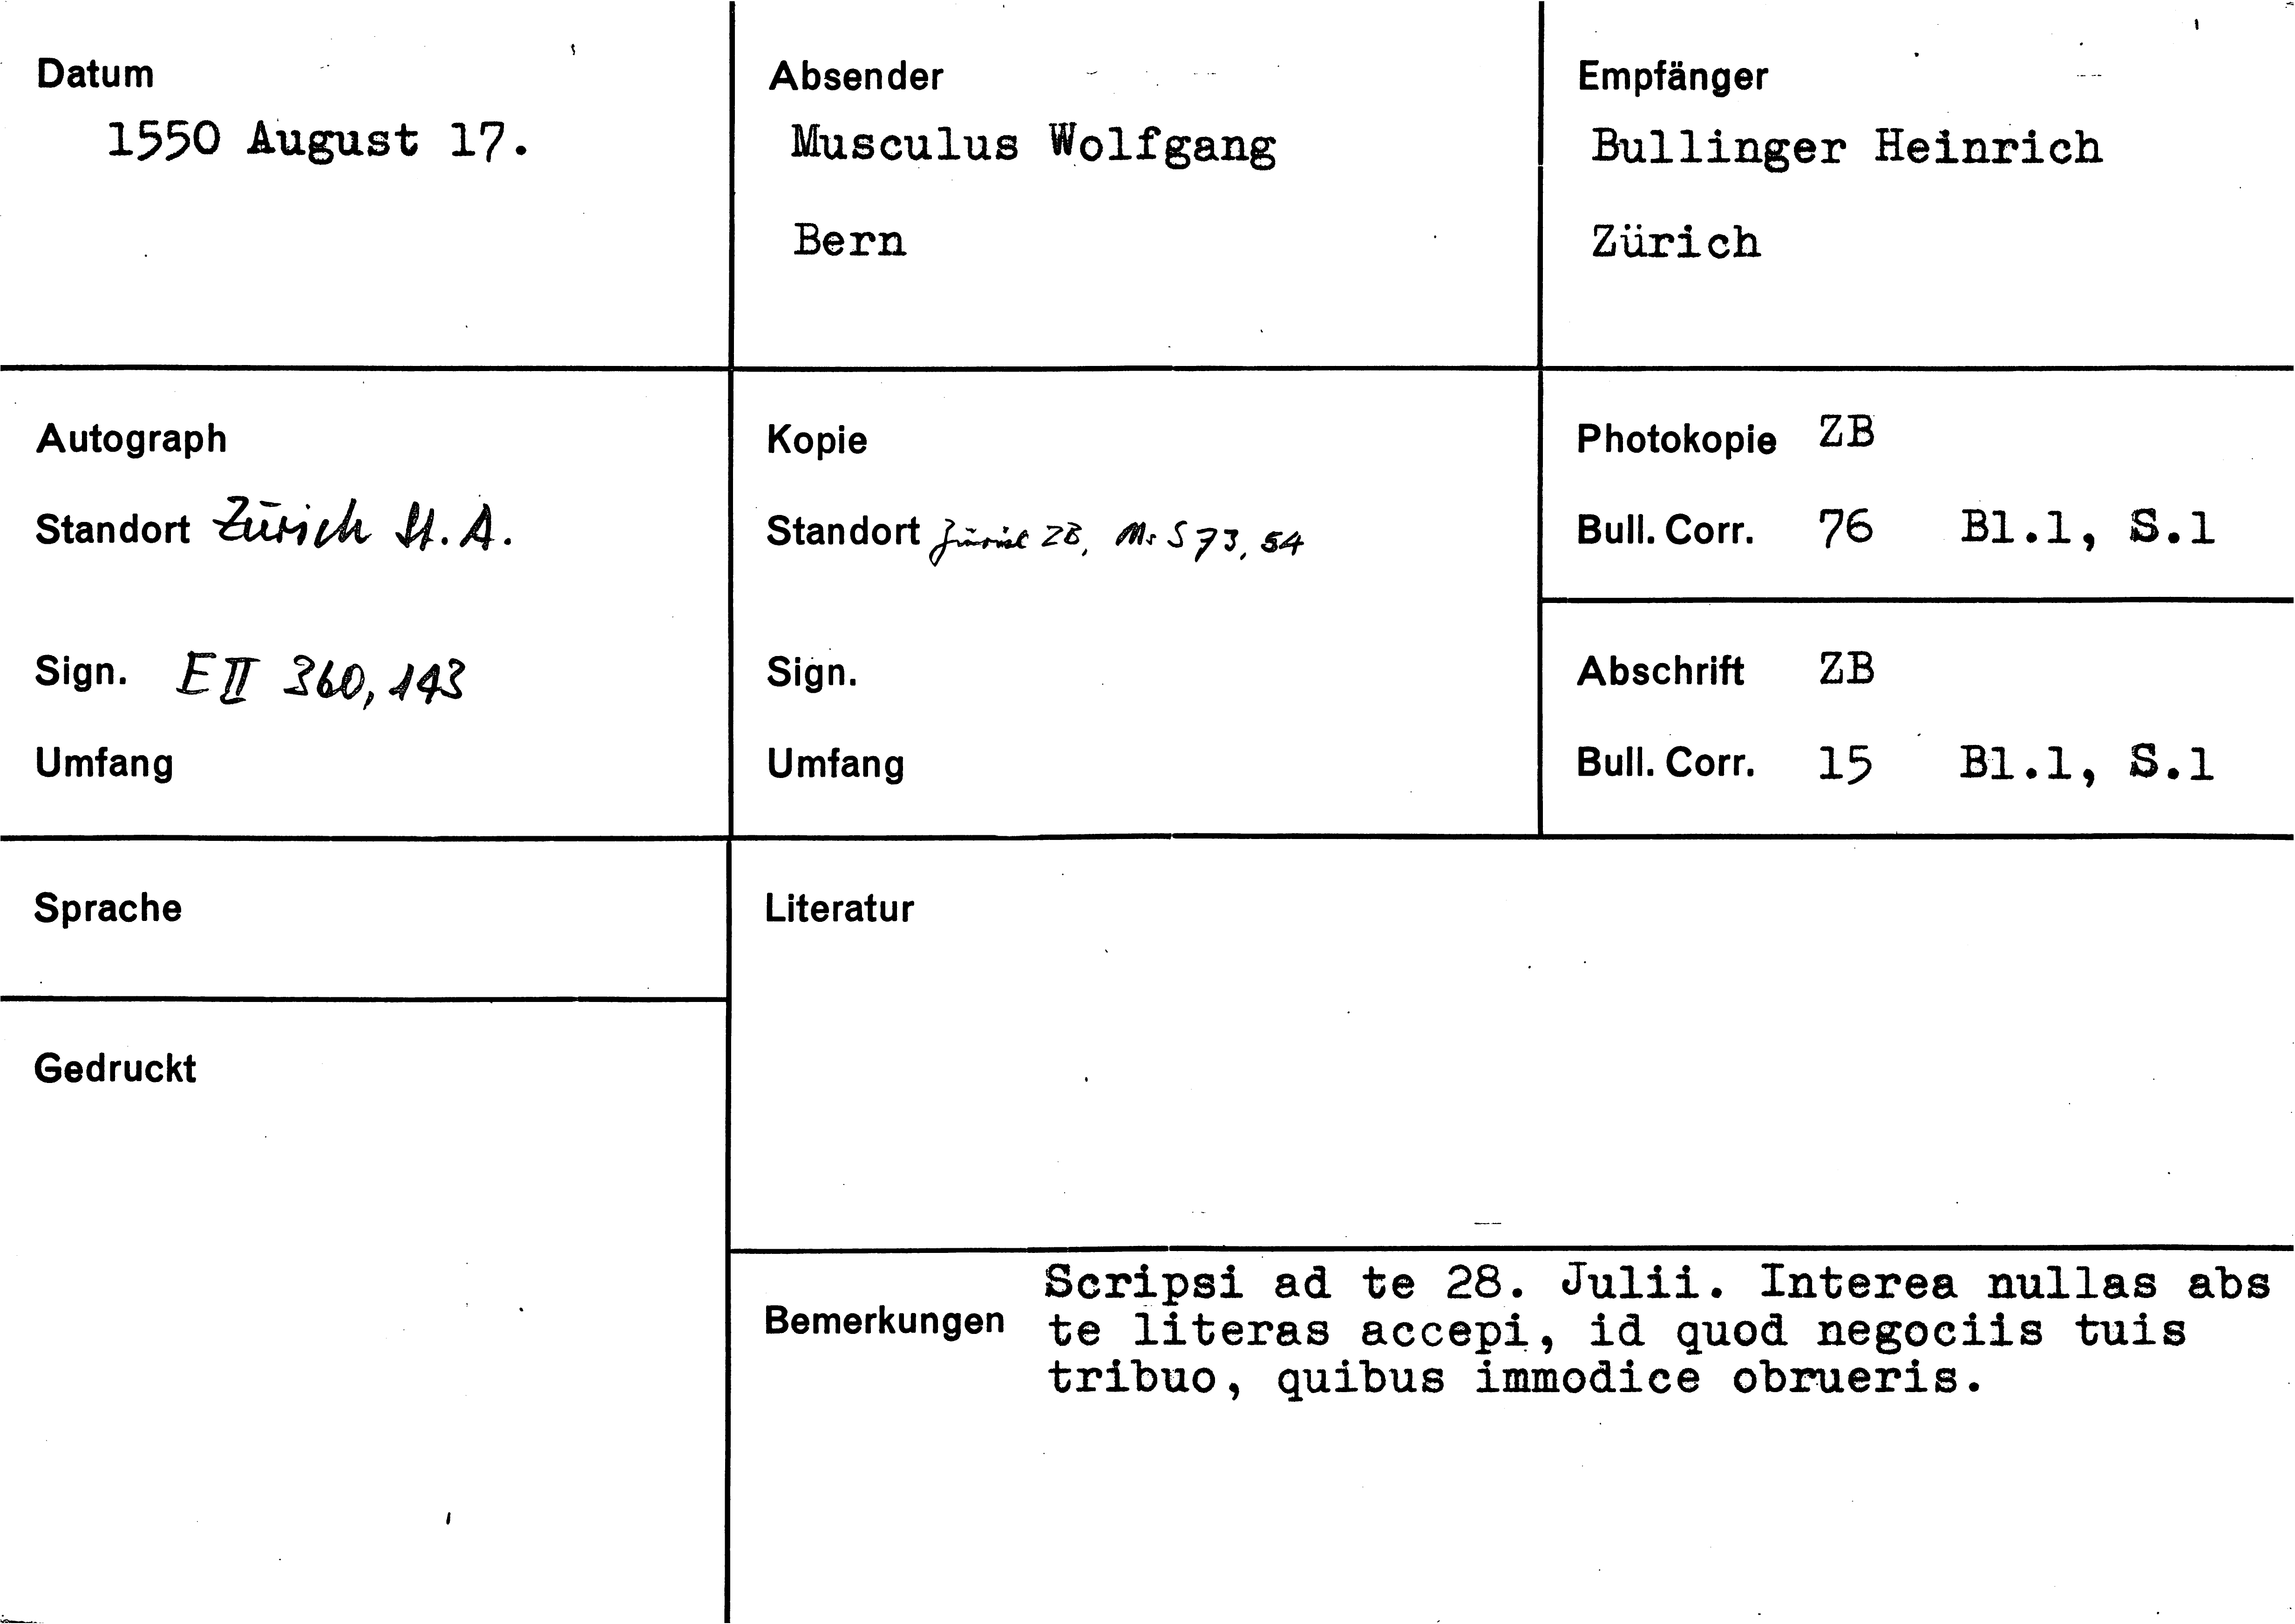 Datum
1550 August 17.
Absender
Musculus Wolfgang
Bern
Empfänger
Bullinger Heinrich
Zürich
Autograph
Standort Zürich St. A.
Sign. E II 360, 143
Umfang
Kopie
Standort Zürich ZB, Ms S 73, 54
Sign.
Umfang
Photokopie ZB
Bull. Corr. 76 Bl.1, S.1
Abschrift ZB
Bull. Corr. 15 Bl.1, S.1
Sprache
Gedruckt
Literatur
Bemerkungen
Scripsi ad te 28. Julii. Interea nullas abs
te literas accepi, id quod negociis tuis
tribuo, quibus immodice obrueris.